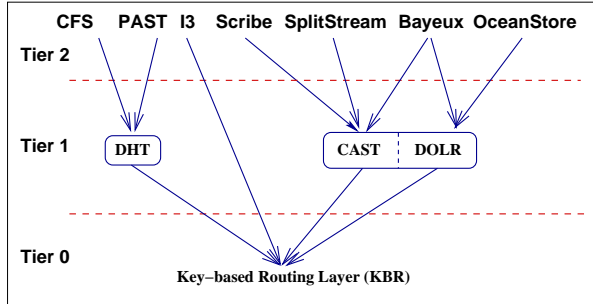 CFS PAST I3 Scribe SplitStream Bayeux OceanStore
Tier 2
Tier 1 DHT CAST DOLR
Tier 0
Key−based Routing Layer (KBR)